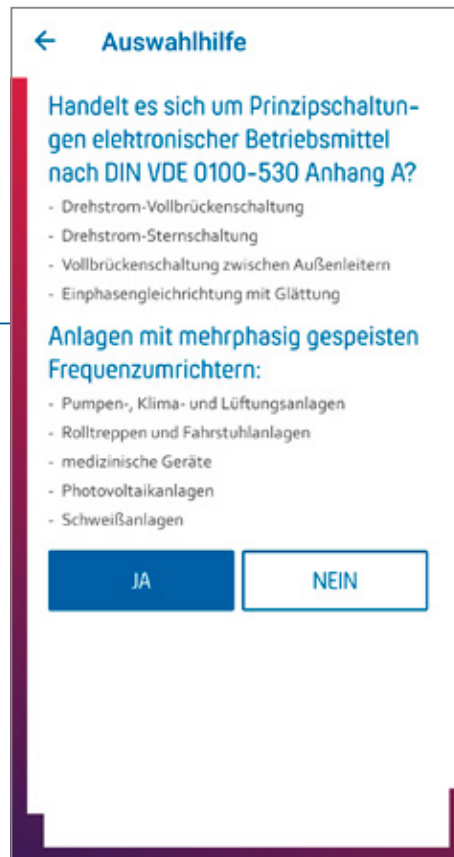 Auswahlhilfe
Handelt es sich um Prinzipschaltun-
gen elektronischer Betriebsmittel
nach DIN VDE 0100-530 Anhang A?
- Drehstrom-Vollbrückenschaltung
- Drehstrom-Sternschaltung
- Vollbrückenschaltung zwischen Außenleitern
- Einphasengleichrichtung mit Glättung
Anlagen mit mehrphasig gespeisten
Frequenzumrichtern:
- Pumpen-, Klima- und Lüftungsanlagen
- Rolltreppen und Fahrstuhlanlagen
- medizinische Geräte
- Photovoltaikanlagen
- Schweißanlagen
JA
NEIN